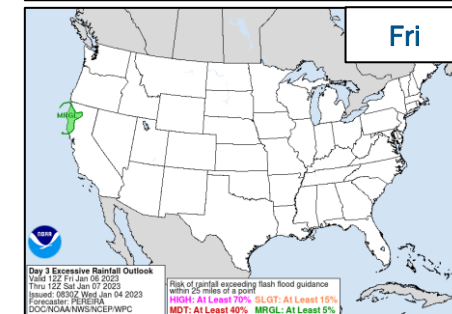 Fri
MRGL
NOAA
Day 3 Excessive Rainfall Outlook
Valid 12Z Fri Jan 06 2023
Thru 12Z Sat Jan 07 2023
Issued: 0830Z Wed Jan 04 2023
Forecaster: PEREIRA
DOC/NOAA/NWS/NCEP/WPC
Risk of rainfall exceeding flash flood guidance
within 25 miles of a point
HIGH: At Least 70% SLGT: At Least 15%
MDT: At Least 40% MRGL: At Least 5%